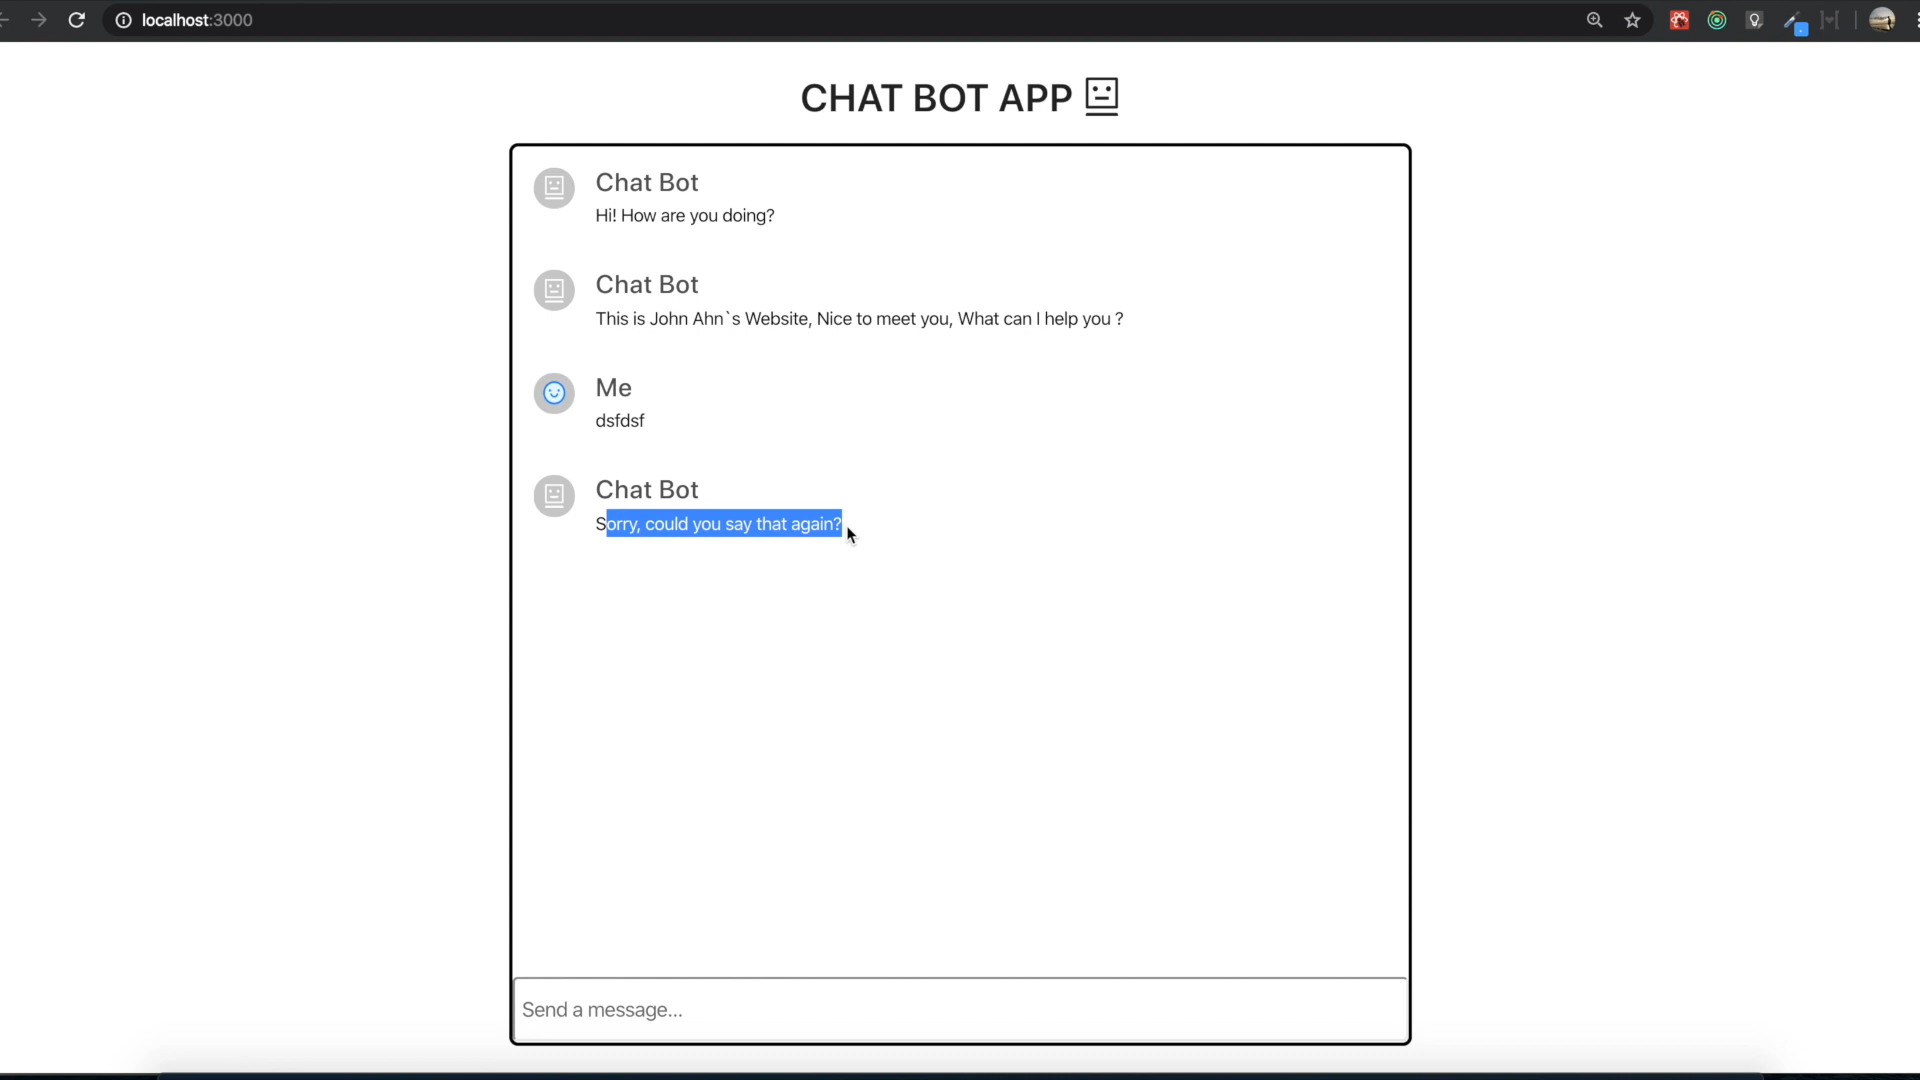 localhost:3000
CHAT BOT APP
Chat Bot
Hi! How are you doing?
Chat Bot
This is John Ahn`s Website, Nice to meet you, What can I help you ?
Me
dsfdsf
Chat Bot
Sorry, could you say that again?
Send a message...